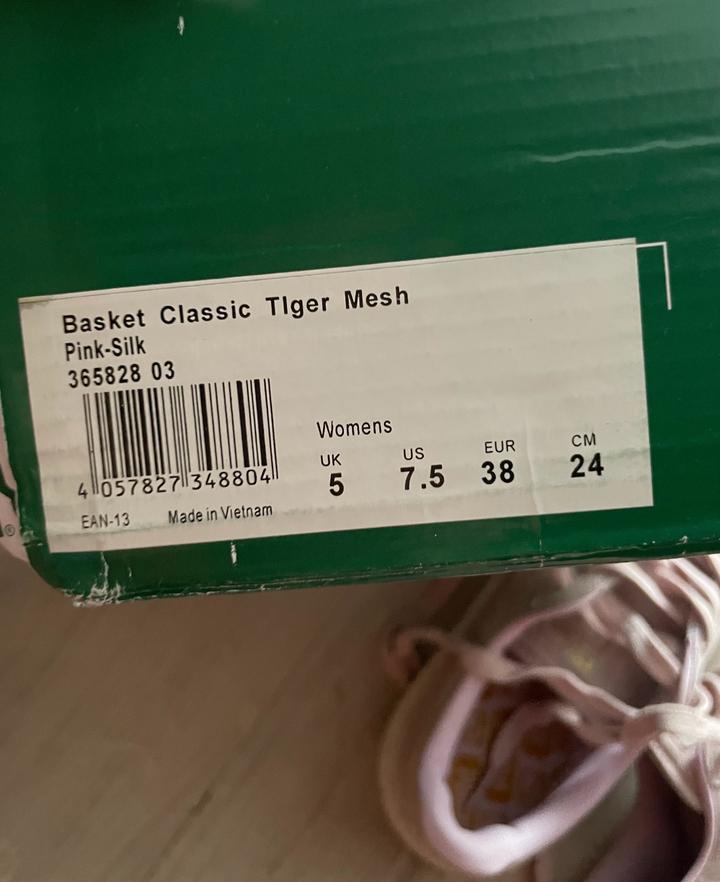 Basket Classic TIger Mesh
Pink-Silk
365828 03
4 057827 348804
EAN-13 Made in Vietnam
Womens
UK US EUR CM
5 7.5 38 24
®